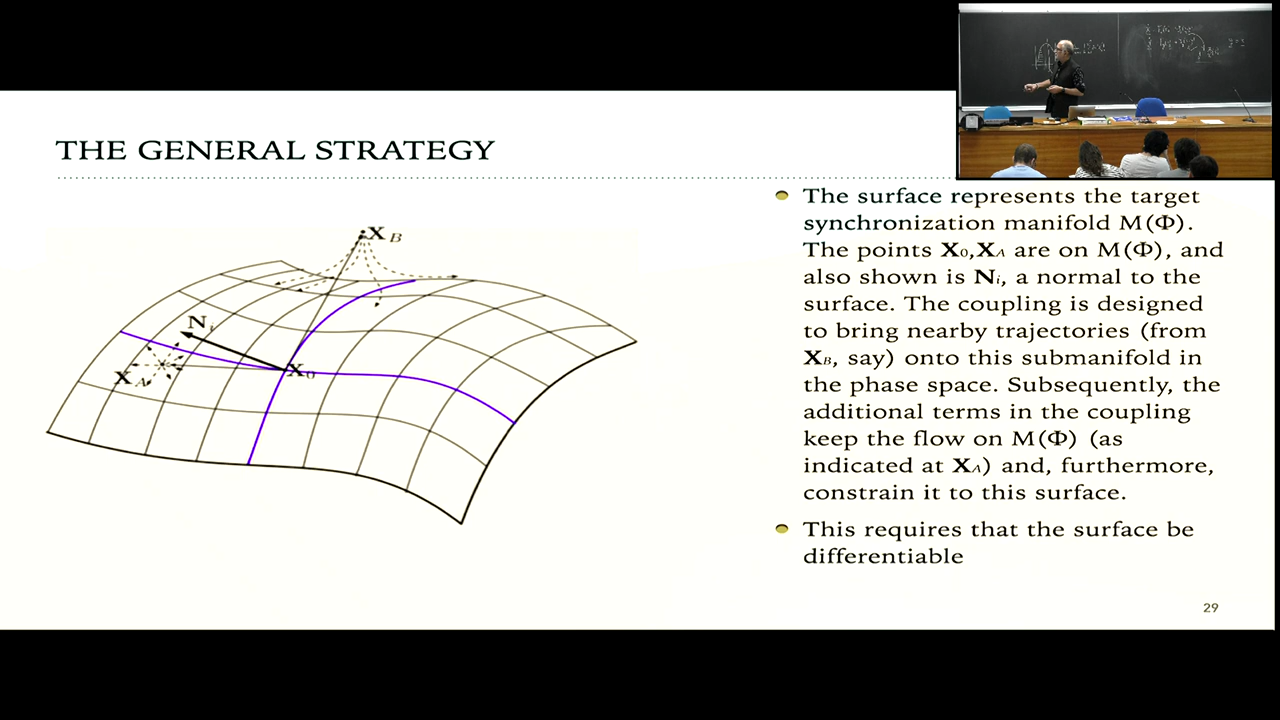 THE GENERAL STRATEGY
X_B
N_i
X_A
X_0
The surface represents the target
synchronization manifold M(Φ).
The points X₀,X_A are on M(Φ), and
also shown is Nᵢ, a normal to the
surface. The coupling is designed
to bring nearby trajectories (from
X_B, say) onto this submanifold in
the phase space. Subsequently, the
additional terms in the coupling
keep the flow on M(Φ) (as
indicated at X_A) and, furthermore,
constrain it to this surface.
This requires that the surface be
differentiable
29